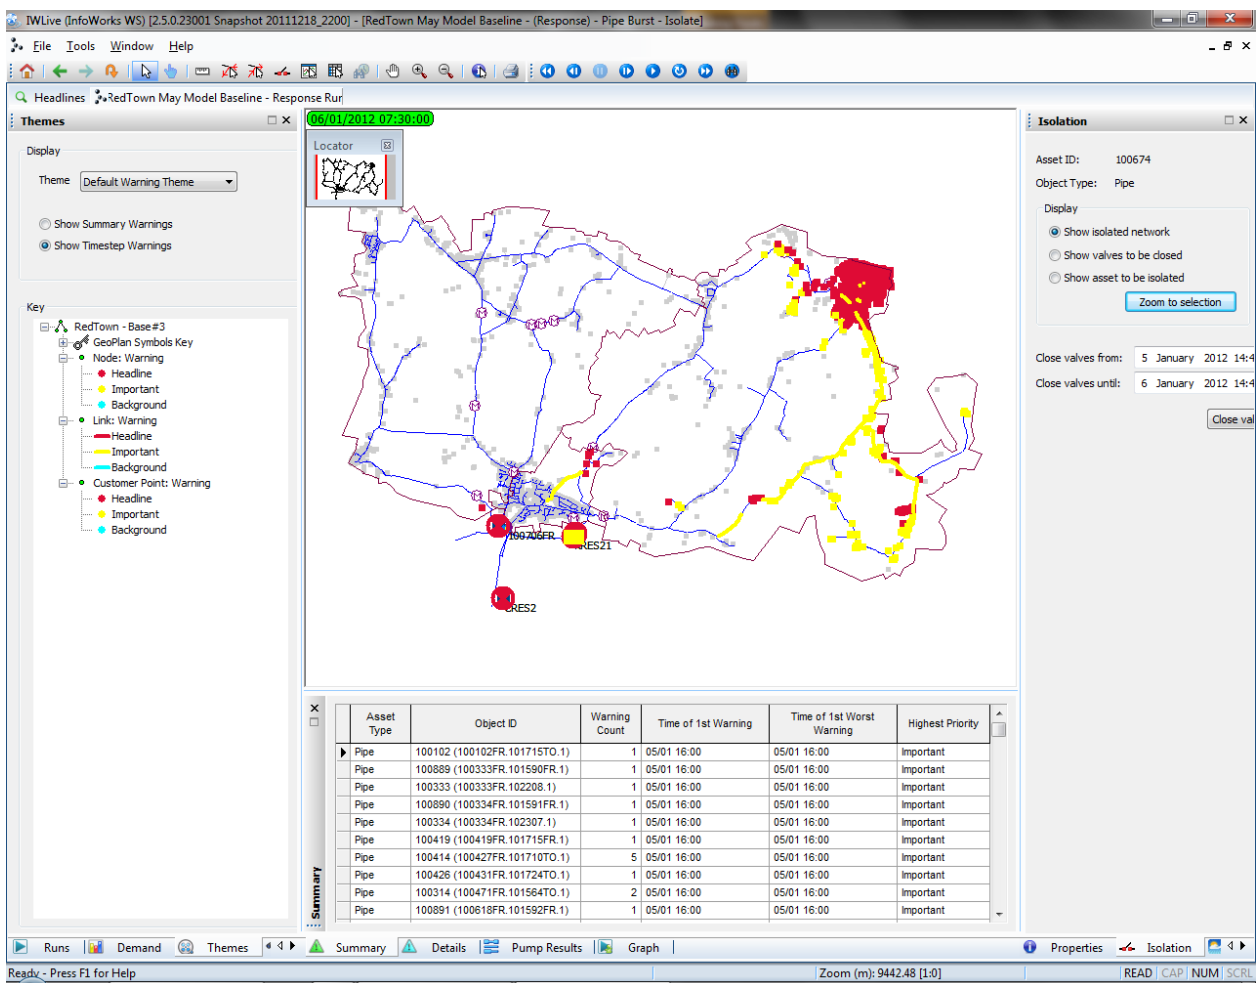 IWLive (InfoWorks WS) [2.5.0.23001 Snapshot 20111218_2200] - [RedTown May Model Baseline - (Response) - Pipe Burst - Isolate]
File Tools Window Help
Headlines RedTown May Model Baseline - Response Rur
Themes
Display
Theme Default Warning Theme
Show Summary Warnings
Show Timestep Warnings
Key
RedTown - Base#3
GeoPlan Symbols Key
Node: Warning
Headline
Important
Background
Link: Warning
Headline
Important
Background
Customer Point: Warning
Headline
Important
Background
06/01/2012 07:30:00
Locator
100706FR
RES21
CRES2
Isolation
Asset ID: 100674
Object Type: Pipe
Display
Show isolated network
Show valves to be closed
Show asset to be isolated
Zoom to selection
Close valves from: 5 January 2012 14:4
Close valves until: 6 January 2012 14:4
Close val
Summary
Asset Type Object ID Warning Count Time of 1st Warning Time of 1st Worst Warning Highest Priority
Pipe 100102 (100102FR.101715TO.1) 1 05/01 16:00 05/01 16:00 Important
Pipe 100889 (100333FR.101590FR.1) 1 05/01 16:00 05/01 16:00 Important
Pipe 100333 (100333FR.102208.1) 1 05/01 16:00 05/01 16:00 Important
Pipe 100890 (100334FR.101591FR.1) 1 05/01 16:00 05/01 16:00 Important
Pipe 100334 (100334FR.102307.1) 1 05/01 16:00 05/01 16:00 Important
Pipe 100419 (100419FR.101715FR.1) 1 05/01 16:00 05/01 16:00 Important
Pipe 100414 (100427FR.101710TO.1) 5 05/01 16:00 05/01 16:00 Important
Pipe 100426 (100431FR.101724TO.1) 1 05/01 16:00 05/01 16:00 Important
Pipe 100314 (100471FR.101564TO.1) 2 05/01 16:00 05/01 16:00 Important
Pipe 100891 (100618FR.101592FR.1) 1 05/01 16:00 05/01 16:00 Important
Runs Demand Themes Summary Details Pump Results Graph Properties Isolation
Ready - Press F1 for Help Zoom (m): 9442.48 [1:0] READ CAP NUM SCRL